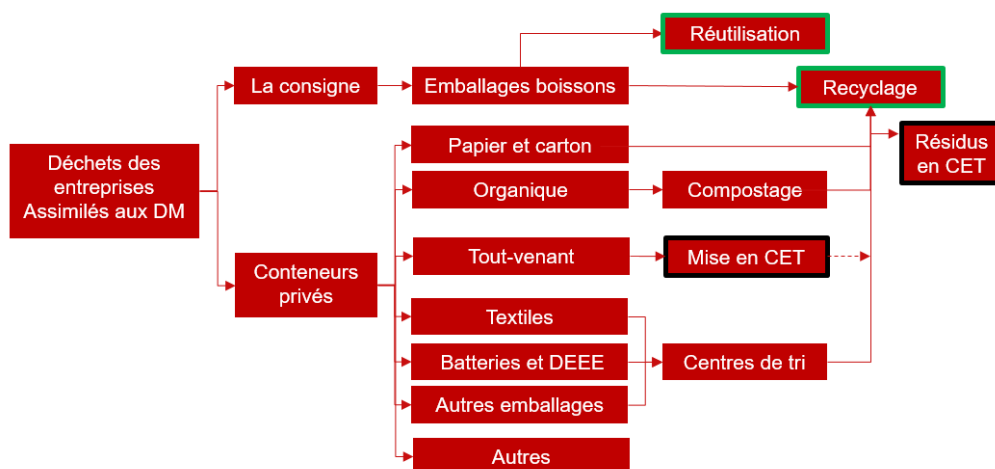 Réutilisation
La consigne
Emballages boissons
Recyclage
Déchets des
entreprises
Assimilés aux DM
Papier et carton
Résidus
en CET
Organique
Compostage
Conteneurs
privés
Tout-venant
Mise en CET
Textiles
Batteries et DEEE
Centres de tri
Autres emballages
Autres